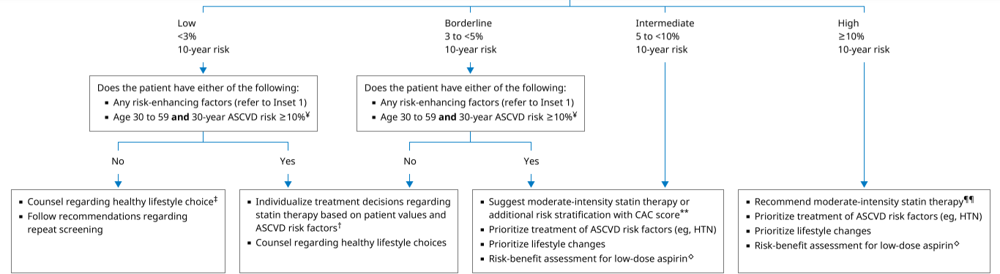 Low
<3%
10-year risk
Borderline
3 to <5%
10-year risk
Intermediate
5 to <10%
10-year risk
High
≥10%
10-year risk
Does the patient have either of the following:
▪ Any risk-enhancing factors (refer to Inset 1)
▪ Age 30 to 59 and 30-year ASCVD risk ≥10%¥
Does the patient have either of the following:
▪ Any risk-enhancing factors (refer to Inset 1)
▪ Age 30 to 59 and 30-year ASCVD risk ≥10%¥
No
Yes
No
Yes
▪ Counsel regarding healthy lifestyle choice‡
▪ Follow recommendations regarding
repeat screening
▪ Individualize treatment decisions regarding
statin therapy based on patient values and
ASCVD risk factors†
▪ Counsel regarding healthy lifestyle choices
▪ Suggest moderate-intensity statin therapy or
additional risk stratification with CAC score**
▪ Prioritize treatment of ASCVD risk factors (eg, HTN)
▪ Prioritize lifestyle changes
▪ Risk-benefit assessment for low-dose aspirin◇
▪ Recommend moderate-intensity statin therapy¶¶
▪ Prioritize treatment of ASCVD risk factors (eg, HTN)
▪ Prioritize lifestyle changes
▪ Risk-benefit assessment for low-dose aspirin◇